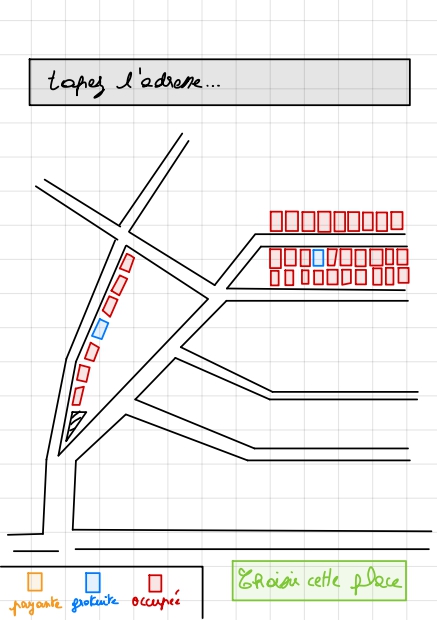 tapez l'adresse...
payante gratuite occupée
Choisir cette place